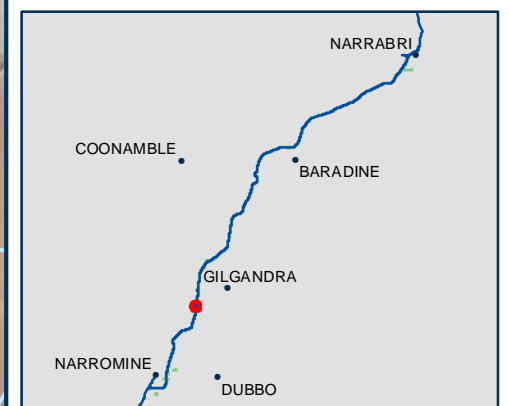 NARRABRI
COONAMBLE
BARADINE
GILGANDRA
NARROMINE
DUBBO